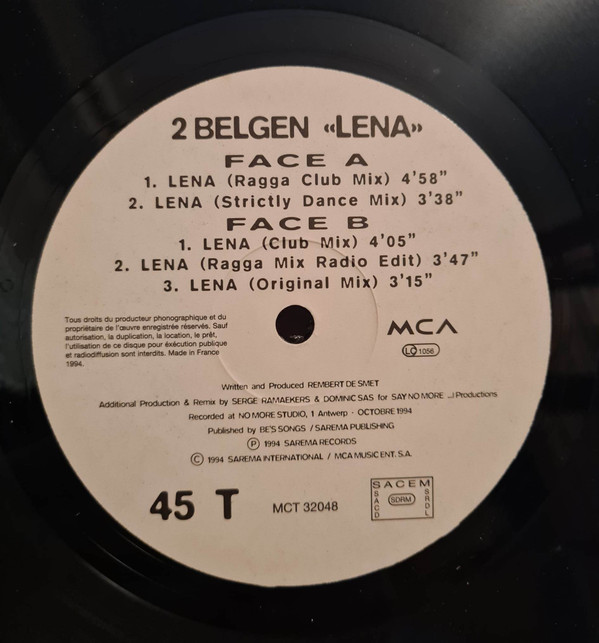 2 BELGEN «LENA»
FACE A
1. LENA (Ragga Club Mix) 4'58"
2. LENA (Strictly Dance Mix) 3'38"
FACE B
1. LENA (Club Mix) 4'05"
2. LENA (Ragga Mix Radio Edit) 3'47"
3. LENA (Original Mix) 3'15"
Tous droits du producteur phonographique et du
propriétaire de l'œuvre enregistrée réservés. Sauf
autorisation, la duplication, la location, le prêt,
l'utilisation de ce disque pour éxécution publique
et radiodiffusion sont interdits. Made in France
1994.
MCA
LC 1056
Written and Produced REMBERT DE SMET
Additional Production & Remix by SERGE RAMAEKERS & DOMINIC SAS for SAY NO MORE ...! Productions
Recorded at NO MORE STUDIO, 1 Antwerp - OCTOBRE 1994
Published by BE'S SONGS / SAREMA PUBLISHING
Ⓟ 1994 SAREMA RECORDS
© 1994 SAREMA INTERNATIONAL / MCA MUSIC ENT. S.A.
45 T
MCT 32048
SACEM
SACD
SDRM
SRDL